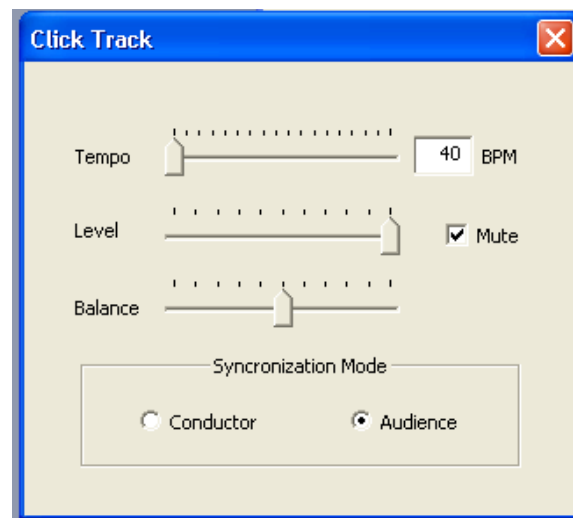 Click Track
Tempo 40 BPM
Level Mute
Balance
Syncronization Mode
Conductor Audience